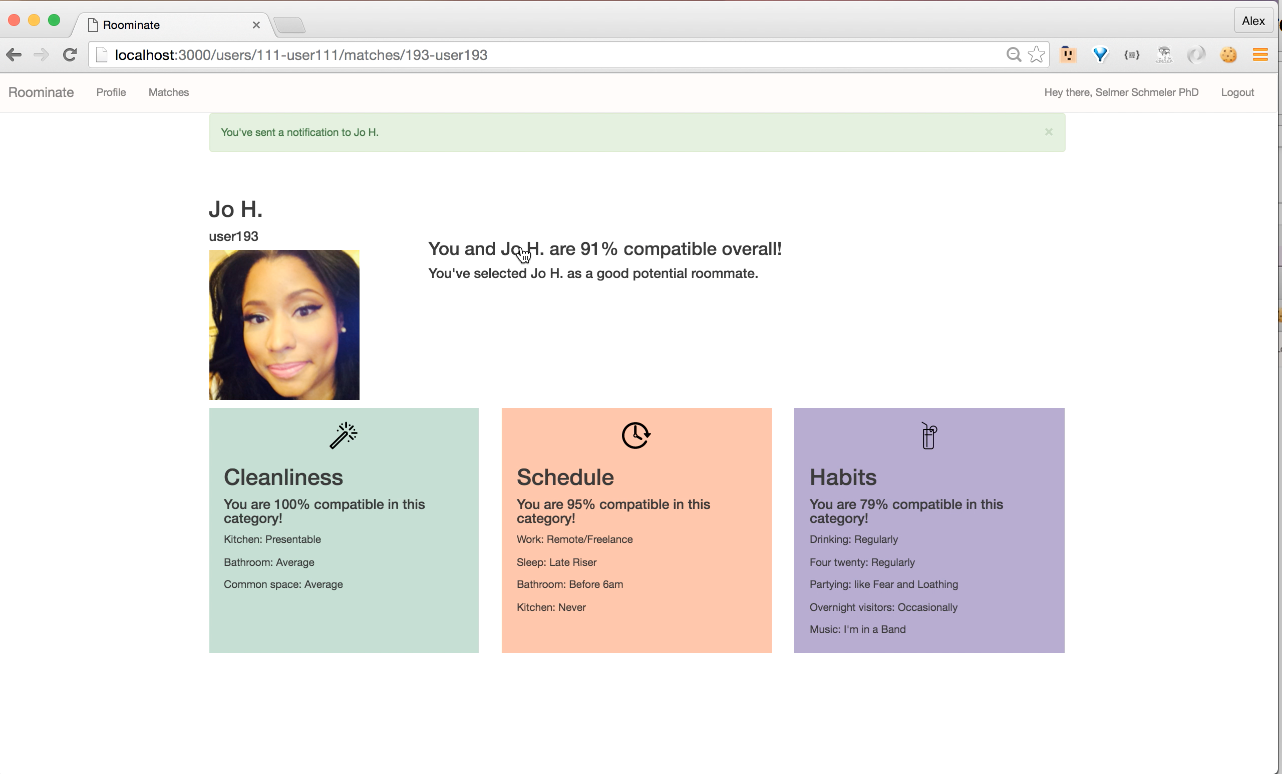 Roominate
Alex
localhost:3000/users/111-user111/matches/193-user193
Roominate Profile Matches Hey there, Selmer Schmeler PhD Logout
You've sent a notification to Jo H. ×
Jo H.
user193
You and Jo H. are 91% compatible overall!
You've selected Jo H. as a good potential roommate.
Cleanliness
You are 100% compatible in this
category!
Kitchen: Presentable
Bathroom: Average
Common space: Average
Schedule
You are 95% compatible in this
category!
Work: Remote/Freelance
Sleep: Late Riser
Bathroom: Before 6am
Kitchen: Never
Habits
You are 79% compatible in this
category!
Drinking: Regularly
Four twenty: Regularly
Partying: like Fear and Loathing
Overnight visitors: Occasionally
Music: I'm in a Band